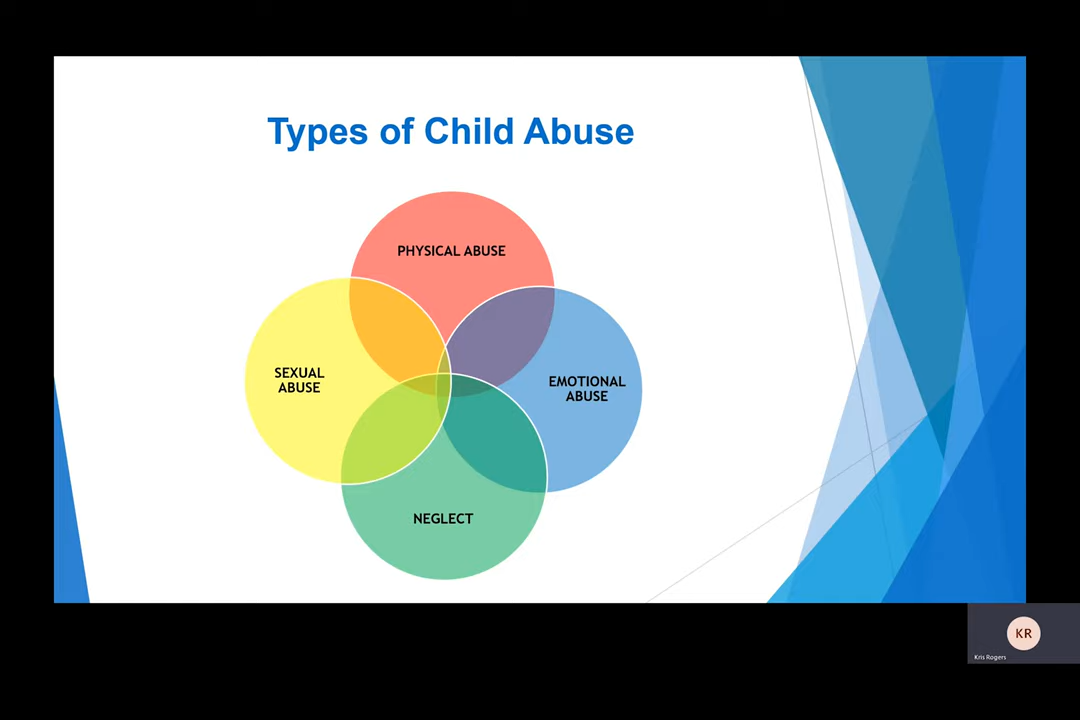 Types of Child Abuse
PHYSICAL ABUSE
SEXUAL
ABUSE
EMOTIONAL
ABUSE
NEGLECT
KR
Kris Rogers